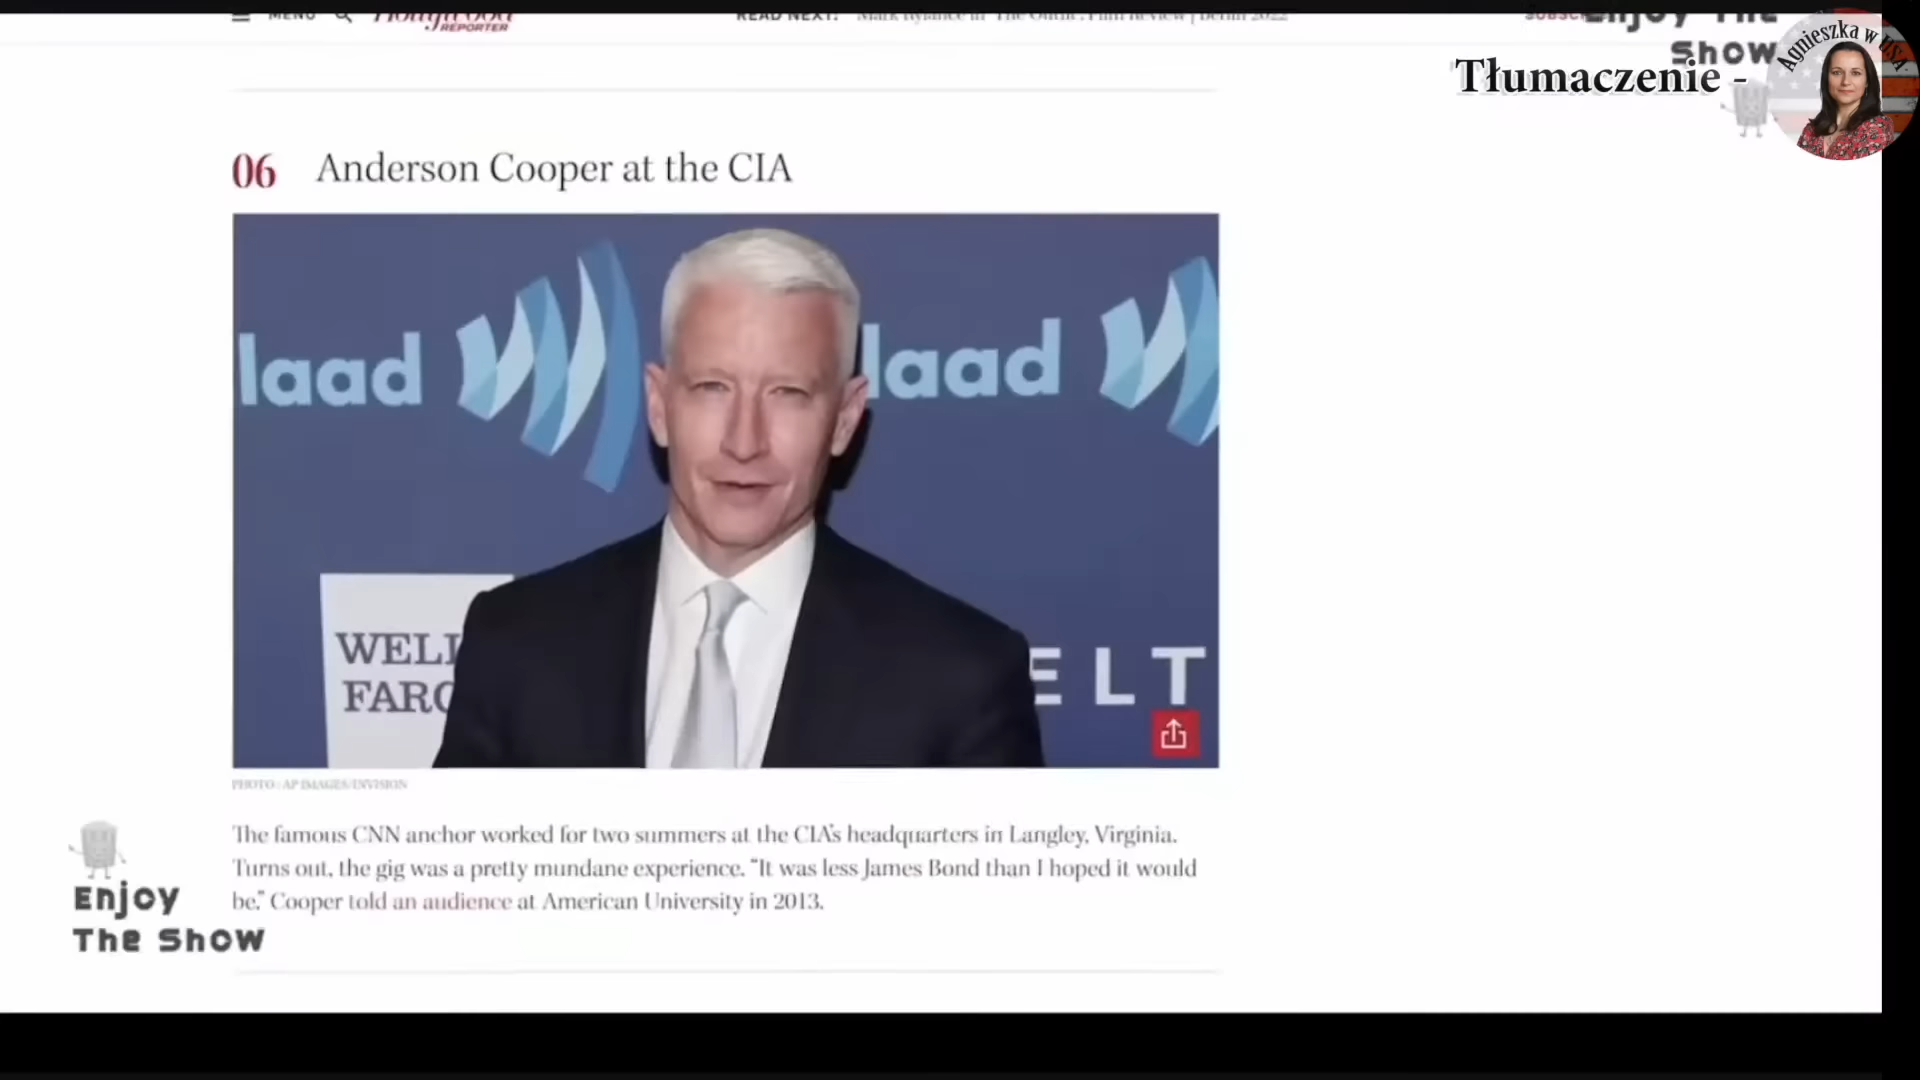 MENU
Hollywood
REPORTER
READ NEXT:
Mark Rylance in 'The Outfit': Film Review | Berlin 2022
Enjoy The
Show
Tłumaczenie -
Agnieszka w USA
06 Anderson Cooper at the CIA
laad
laad
WELL
FARG
ELT
PHOTO : AP IMAGES/INVISION
The famous CNN anchor worked for two summers at the CIA's headquarters in Langley, Virginia.
Turns out, the gig was a pretty mundane experience. "It was less James Bond than I hoped it would
be," Cooper told an audience at American University in 2013.
Enjoy
The Show